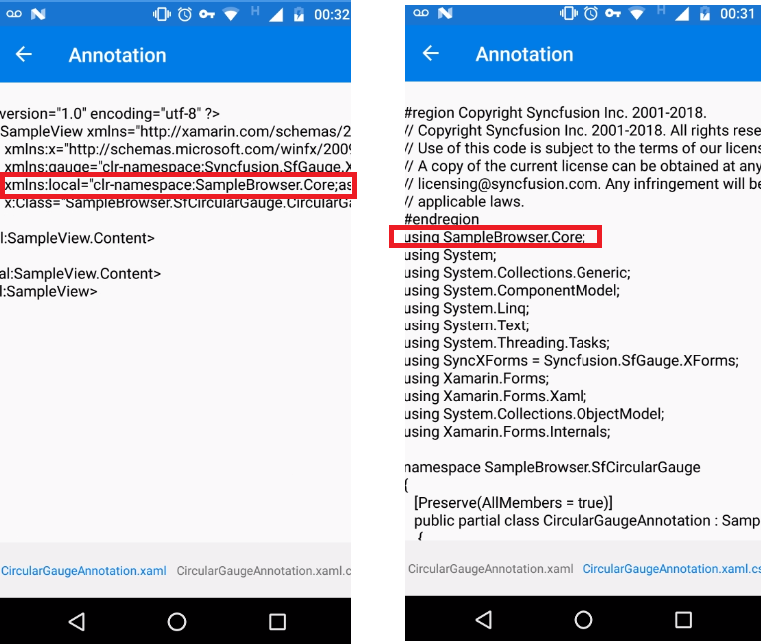 00:32
Annotation
version="1.0" encoding="utf-8" ?>
SampleView xmlns="http://xamarin.com/schemas/2
xmlns:x="http://schemas.microsoft.com/winfx/2009
xmlns:gauge="clr-namespace:Syncfusion.SfGauge.X
xmlns:local="clr-namespace:SampleBrowser.Core;as
x:Class="SampleBrowser.SfCircularGauge.CircularG
l:SampleView.Content>
al:SampleView.Content>
l:SampleView>
CircularGaugeAnnotation.xaml CircularGaugeAnnotation.xaml.c
H 00:31
Annotation
#region Copyright Syncfusion Inc. 2001-2018.
// Copyright Syncfusion Inc. 2001-2018. All rights rese
// Use of this code is subject to the terms of our licens
// A copy of the current license can be obtained at any
// licensing@syncfusion.com. Any infringement will be
// applicable laws.
#endregion
using SampleBrowser.Core;
using System;
using System.Collections.Generic;
using System.ComponentModel;
using System.Linq;
using System.Text;
using System.Threading.Tasks;
using SyncXForms = Syncfusion.SfGauge.XForms;
using Xamarin.Forms;
using Xamarin.Forms.Xaml;
using System.Collections.ObjectModel;
using Xamarin.Forms.Internals;
namespace SampleBrowser.SfCircularGauge
{
[Preserve(AllMembers = true)]
public partial class CircularGaugeAnnotation : Samp
{
CircularGaugeAnnotation.xaml CircularGaugeAnnotation.xaml.cs